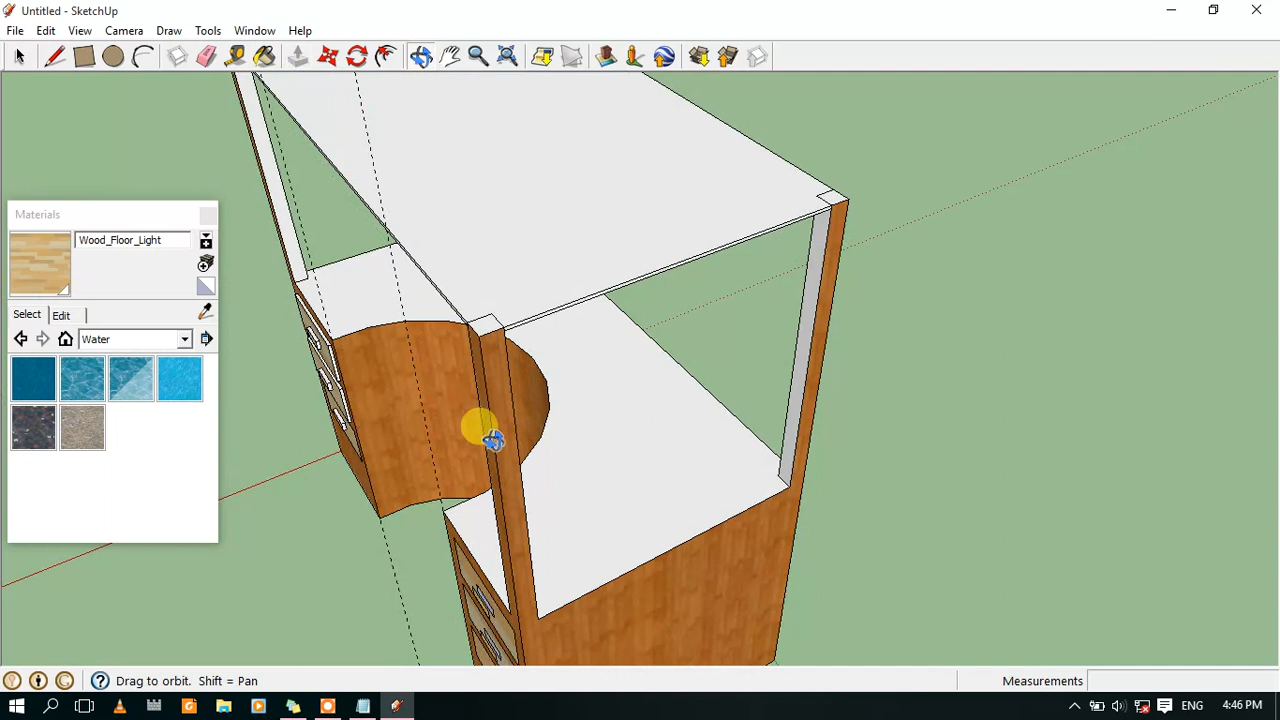 Untitled - SketchUp
File Edit View Camera Draw Tools Window Help
Materials
Wood_Floor_Light
Select Edit
Water
Drag to orbit. Shift = Pan
Measurements
ENG 4:46 PM